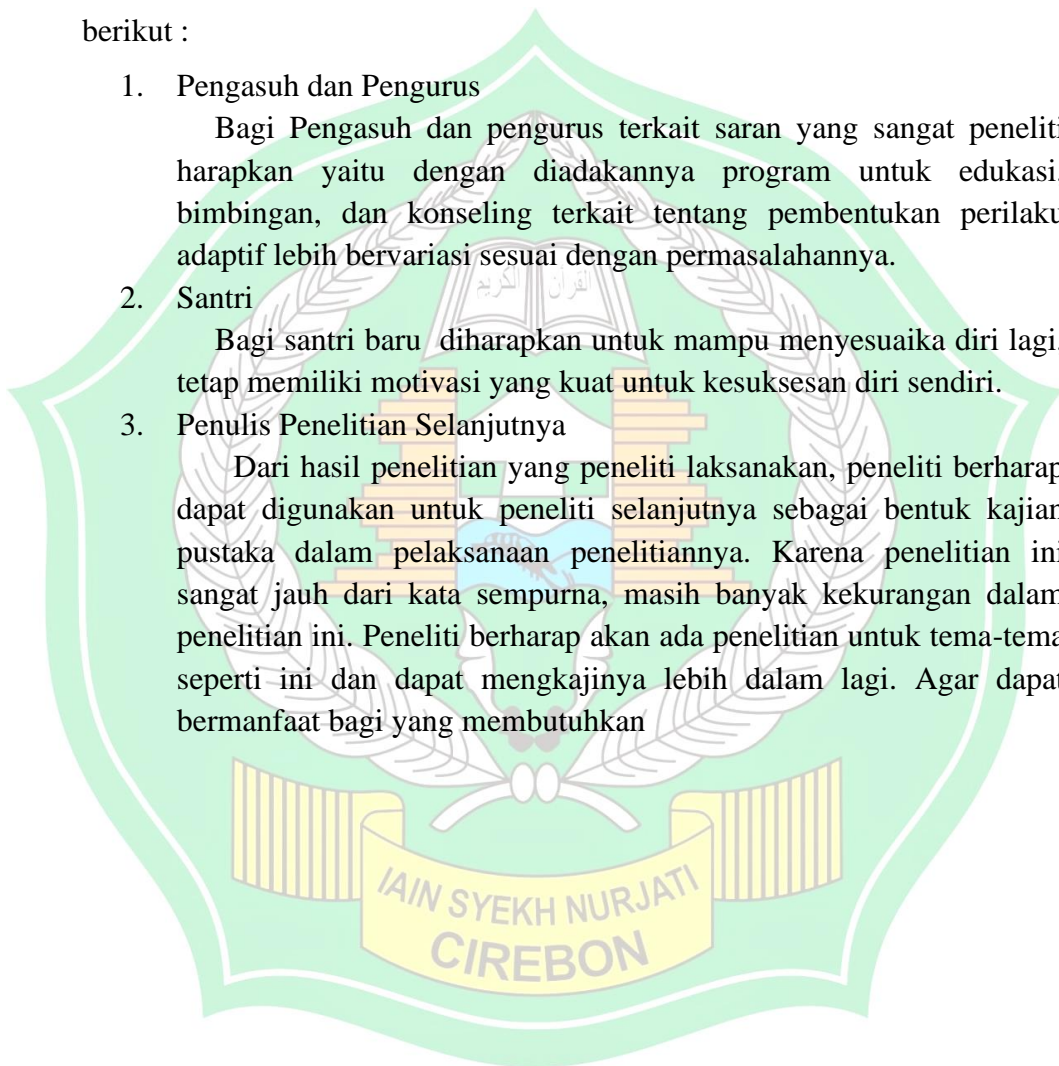 berikut :
1. Pengasuh dan Pengurus
Bagi Pengasuh dan pengurus terkait saran yang sangat peneliti
harapkan yaitu dengan diadakannya program untuk edukasi,
bimbingan, dan konseling terkait tentang pembentukan perilaku
adaptif lebih bervariasi sesuai dengan permasalahannya.
2. Santri
Bagi santri baru diharapkan untuk mampu menyesuaika diri lagi,
tetap memiliki motivasi yang kuat untuk kesuksesan diri sendiri.
3. Penulis Penelitian Selanjutnya
Dari hasil penelitian yang peneliti laksanakan, peneliti berharap
dapat digunakan untuk peneliti selanjutnya sebagai bentuk kajian
pustaka dalam pelaksanaan penelitiannya. Karena penelitian ini
sangat jauh dari kata sempurna, masih banyak kekurangan dalam
penelitian ini. Peneliti berharap akan ada penelitian untuk tema-tema
seperti ini dan dapat mengkajinya lebih dalam lagi. Agar dapat
bermanfaat bagi yang membutuhkan
القرآن الكريم
IAIN SYEKH NURJATI
CIREBON